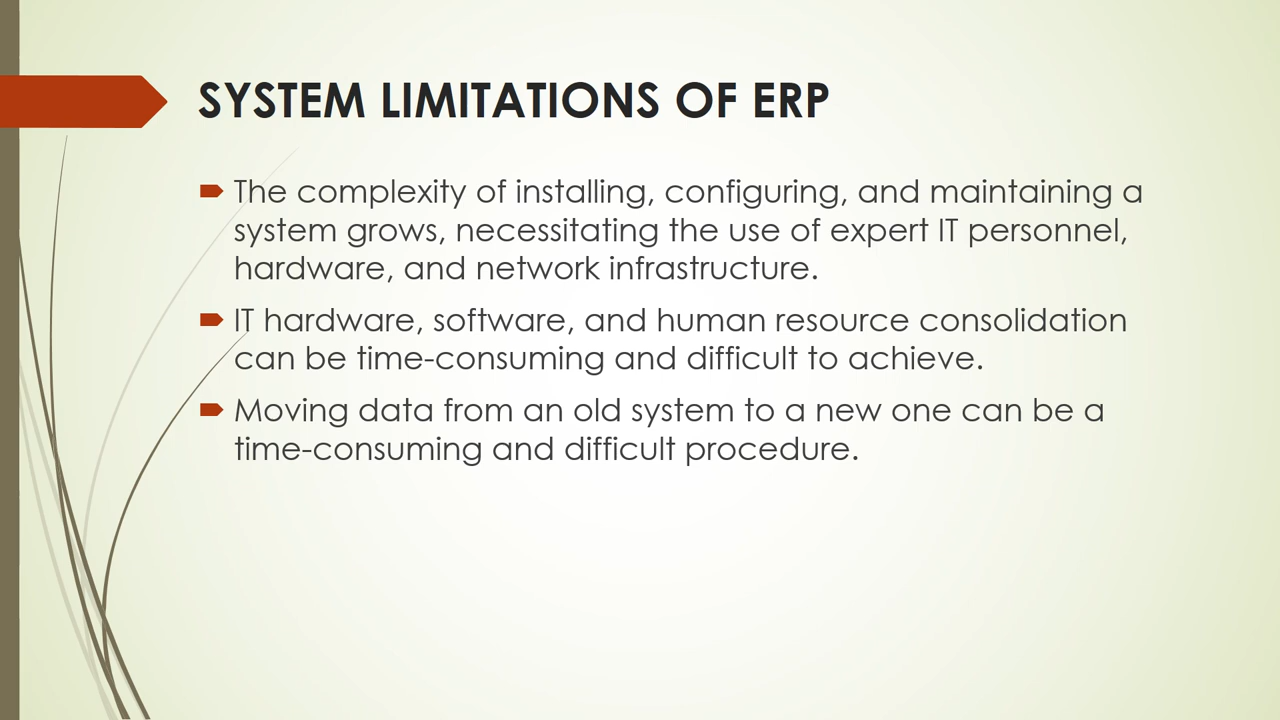 SYSTEM LIMITATIONS OF ERP
The complexity of installing, configuring, and maintaining a
system grows, necessitating the use of expert IT personnel,
hardware, and network infrastructure.
IT hardware, software, and human resource consolidation
can be time-consuming and difficult to achieve.
Moving data from an old system to a new one can be a
time-consuming and difficult procedure.